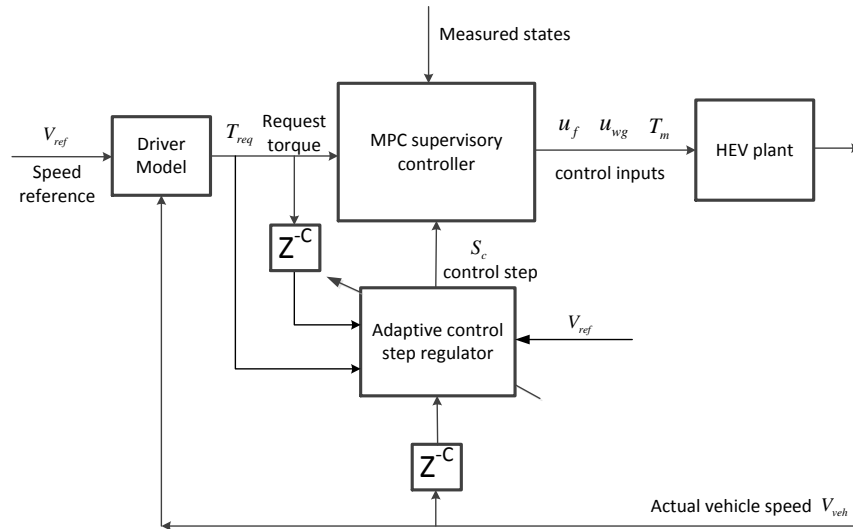 Measured states
V_ref
Speed
reference
Driver
Model
T_req
Request
torque
MPC supervisory
controller
u_f u_wg T_m
control inputs
HEV plant
Z^-C
S_c
control step
Adaptive control
step regulator
V_ref
Z^-C
Actual vehicle speed V_veh